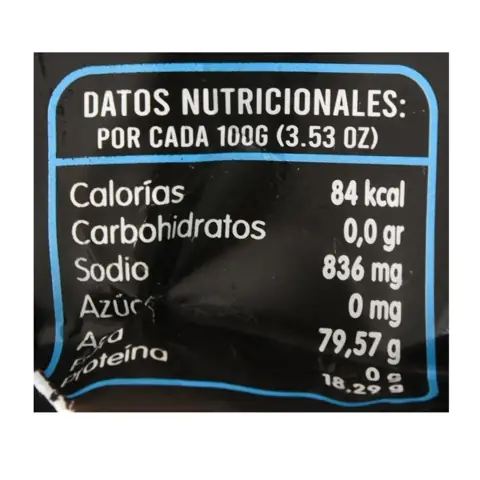 DATOS NUTRICIONALES:
POR CADA 100G (3.53 OZ)
Calorías 84 kcal
Carbohidratos 0,0 gr
Sodio 836 mg
0 mg
79,57 g
0 g
Proteína 18.29 g